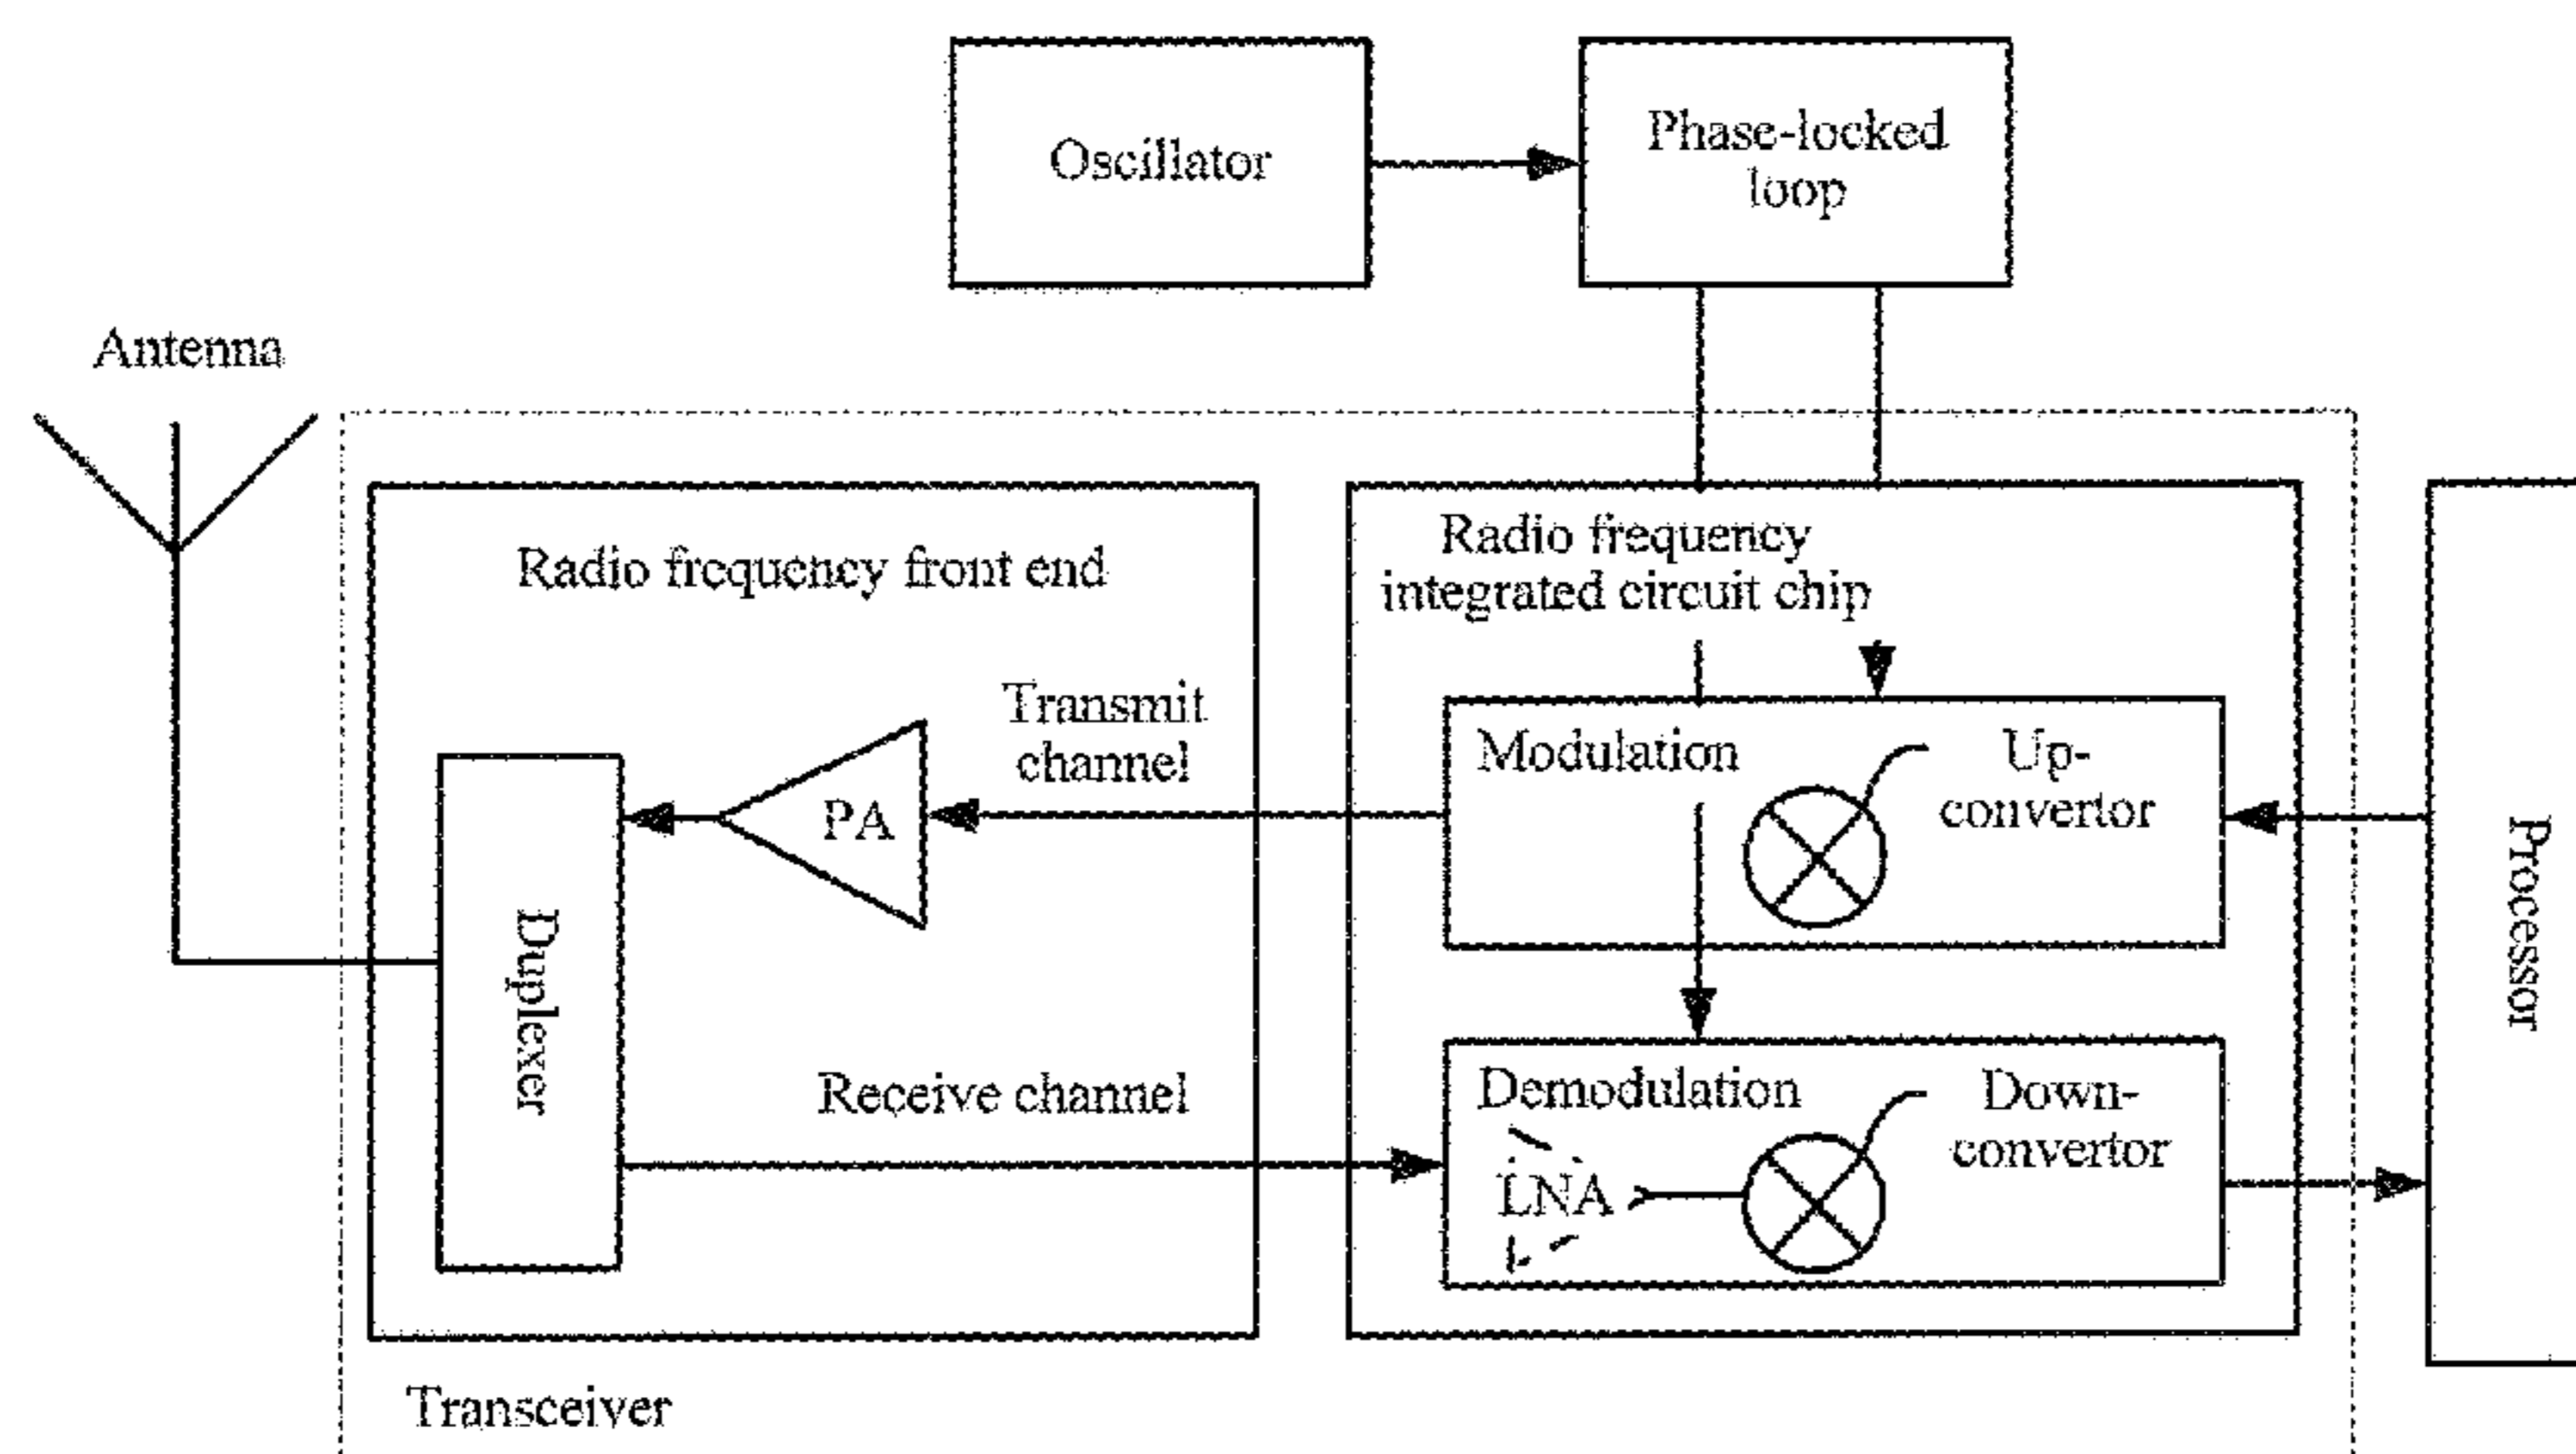 Oscillator
Phase-locked
loop
Antenna
Radio frequency front end
Radio frequency
integrated circuit chip
Transmit
channel
PA
Modulation
Up-
convertor
Duplexer
Processor
Receive channel
Demodulation
Down-
convertor
LNA
Transceiver